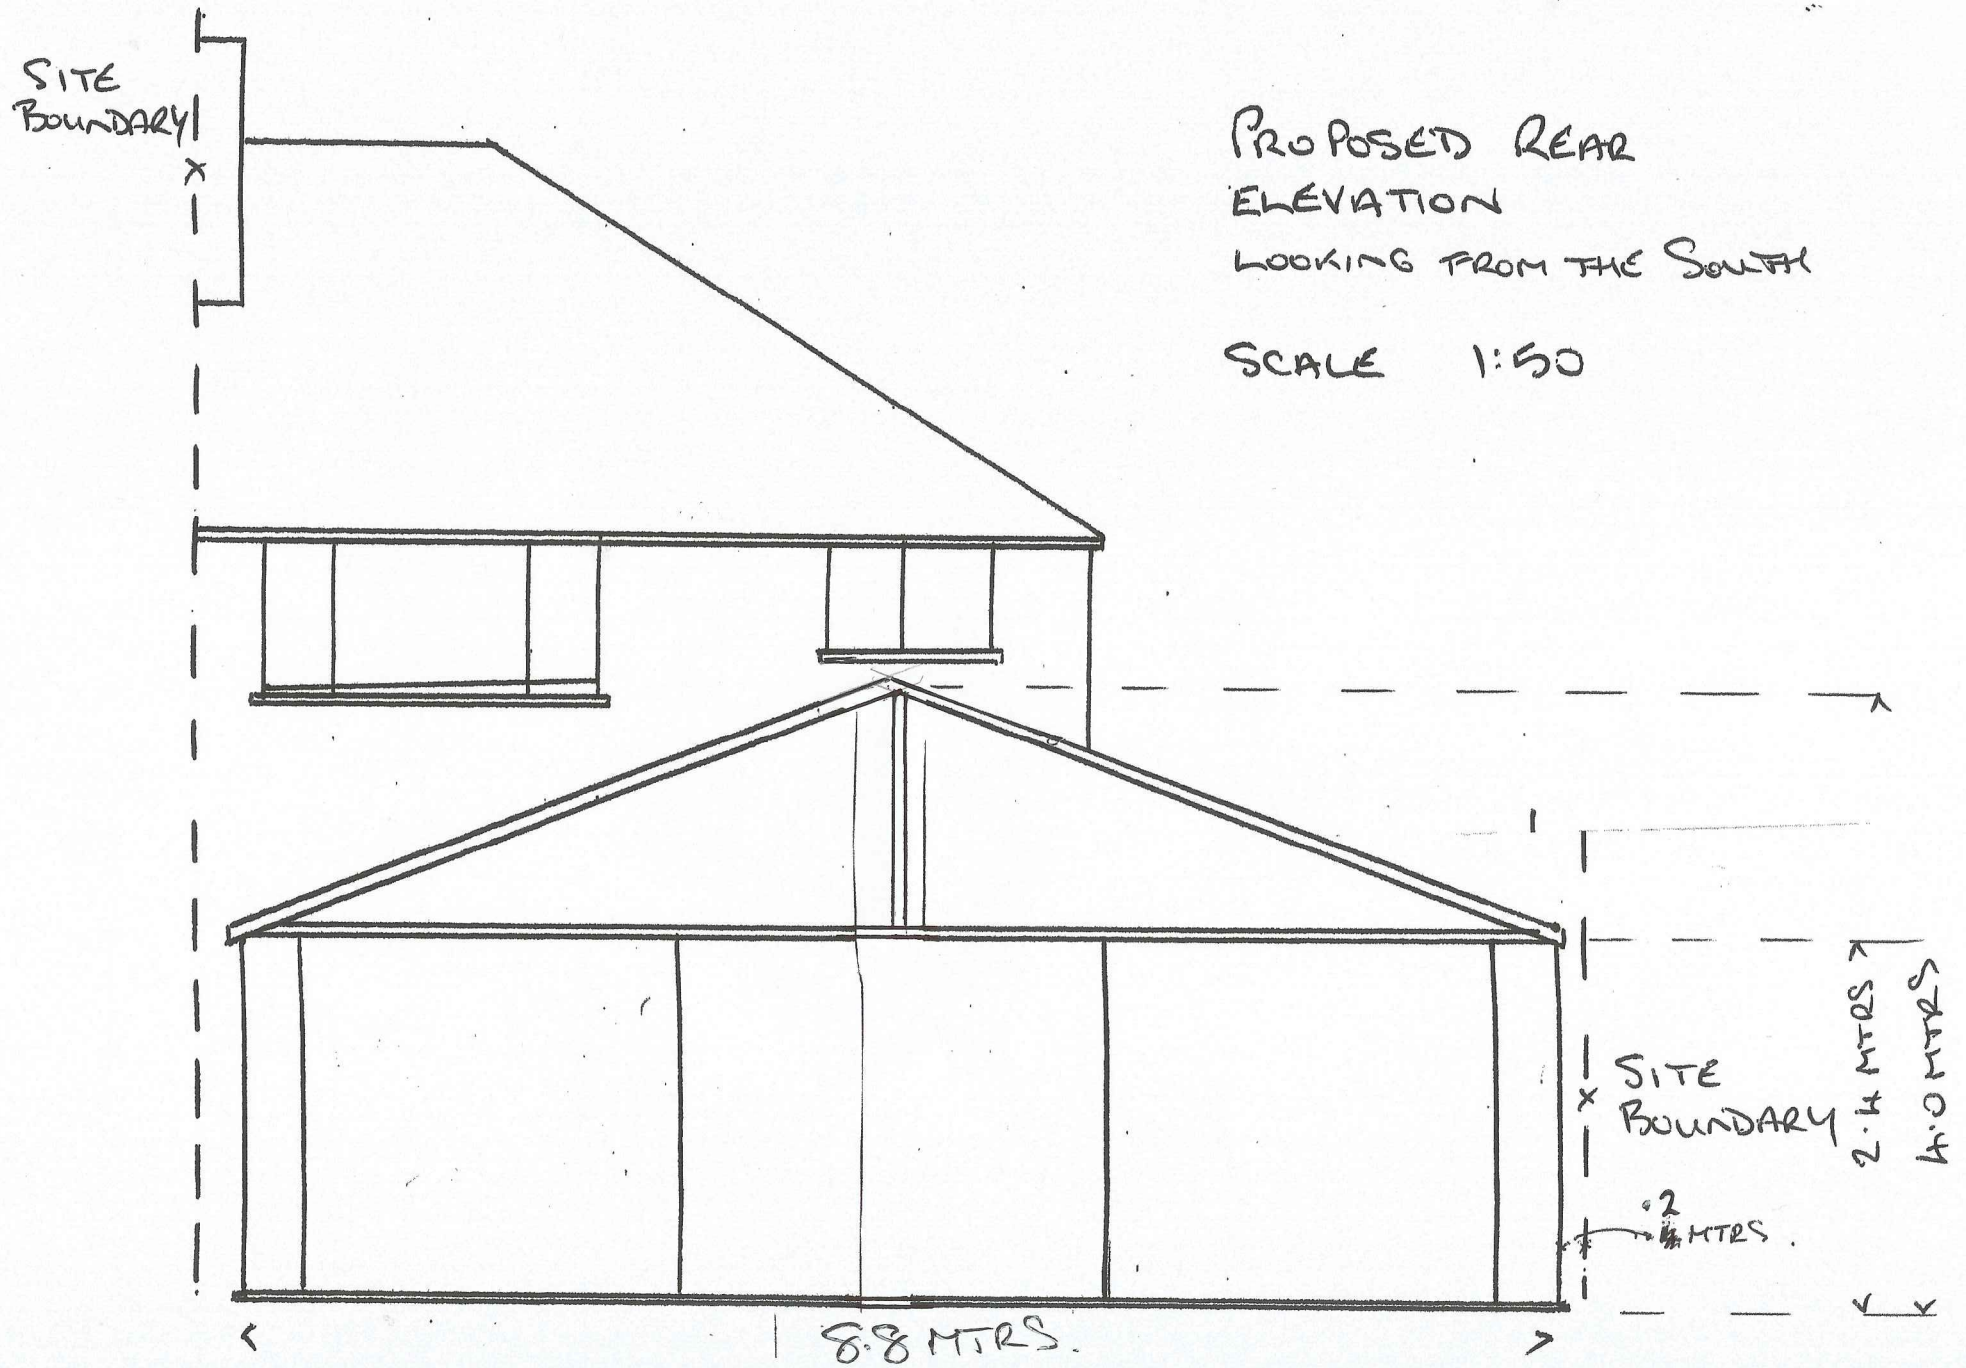 SITE
BOUNDARY
PROPOSED REAR
ELEVATION
LOOKING FROM THE SOUTH
SCALE 1:50
SITE
BOUNDARY
2.4 MTRS
4.0 MTRS
.2
MTRS.
8.8 MTRS.